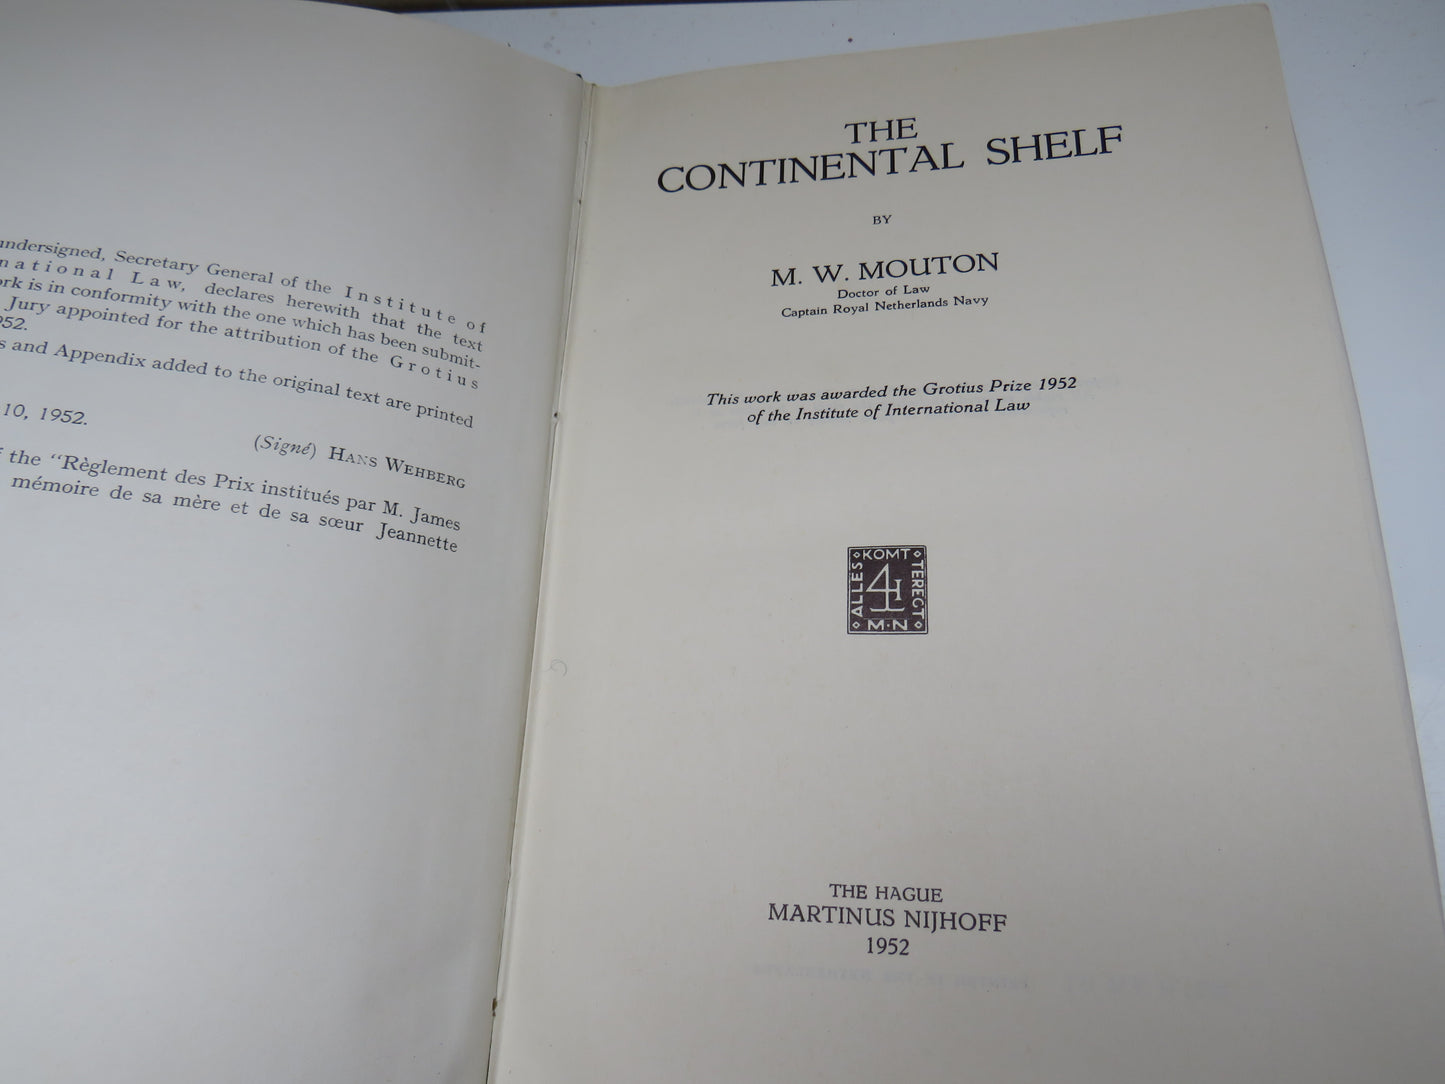 undersigned, Secretary General of the Institute of
national Law, declares herewith that the text
ork is in conformity with the one which has been submit-
Jury appointed for the attribution of the Grotius
952.
s and Appendix added to the original text are printed
10, 1952.
(Signé) HANS WEHBERG
f the "Règlement des Prix institués par M. James
mémoire de sa mère et de sa sœur Jeannette
THE
CONTINENTAL SHELF
BY
M. W. MOUTON
Doctor of Law
Captain Royal Netherlands Navy
This work was awarded the Grotius Prize 1952
of the Institute of International Law
ALLES
KOMT
TERECHT
M·N
THE HAGUE
MARTINUS NIJHOFF
1952